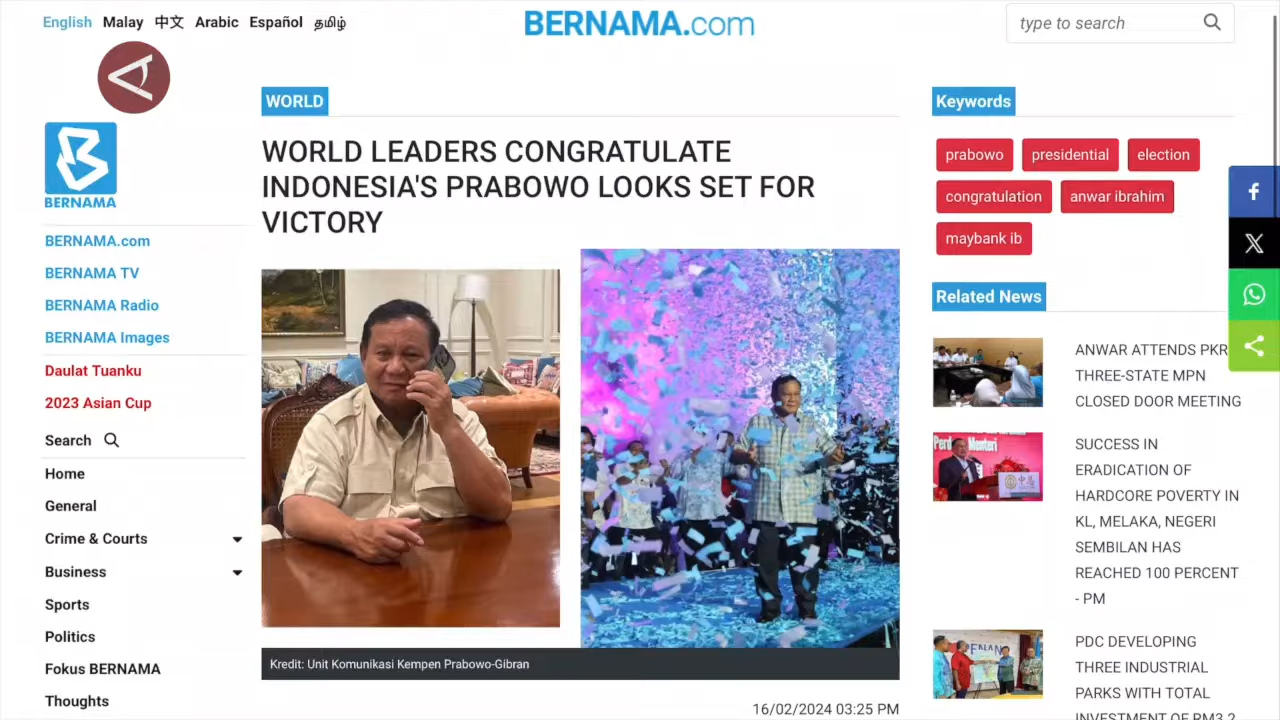 English Malay 中文 Arabic Español தமிழ்
BERNAMA.com
type to search
BERNAMA
BERNAMA.com
BERNAMA TV
BERNAMA Radio
BERNAMA Images
Daulat Tuanku
2023 Asian Cup
Search
Home
General
Crime & Courts
Business
Sports
Politics
Fokus BERNAMA
Thoughts
WORLD
WORLD LEADERS CONGRATULATE
INDONESIA'S PRABOWO LOOKS SET FOR
VICTORY
Kredit: Unit Komunikasi Kempen Prabowo-Gibran
16/02/2024 03:25 PM
Keywords
prabowo presidential election
congratulation anwar ibrahim
maybank ib
Related News
ANWAR ATTENDS PKR
THREE-STATE MPN
CLOSED DOOR MEETING
SUCCESS IN
ERADICATION OF
HARDCORE POVERTY IN
KL, MELAKA, NEGERI
SEMBILAN HAS
REACHED 100 PERCENT
- PM
PDC DEVELOPING
THREE INDUSTRIAL
PARKS WITH TOTAL
INVESTMENT OF RM3.2